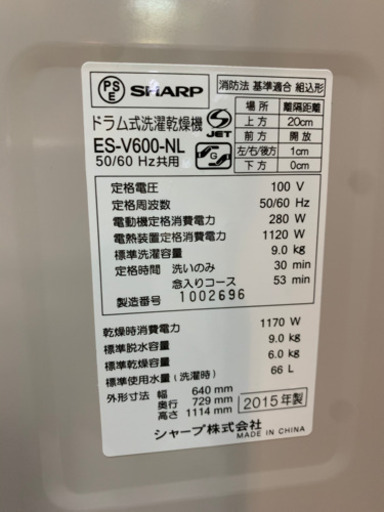 PS E SHARP
ドラム式洗濯乾燥機
ES-V600-NL
50/60 Hz共用
S JET
G
消防法 基準適合 組込形
場所 離隔距離
上方 20cm
前方 開放
左/右/後方 1cm
下方 0cm
定格電圧 100 V
定格周波数 50/60 Hz
電動機定格消費電力 280 W
電熱装置定格消費電力 1120 W
標準洗濯容量 9.0 kg
定格時間 洗いのみ 30 min
念入りコース 53 min
製造番号 1002696
乾燥時消費電力 1170 W
標準脱水容量 9.0 kg
標準乾燥容量 6.0 kg
標準使用水量 (洗濯時) 66 L
外形寸法 幅 640 mm
奥行 729 mm
高さ 1114 mm
2015年製
シャープ株式会社
MADE IN CHINA